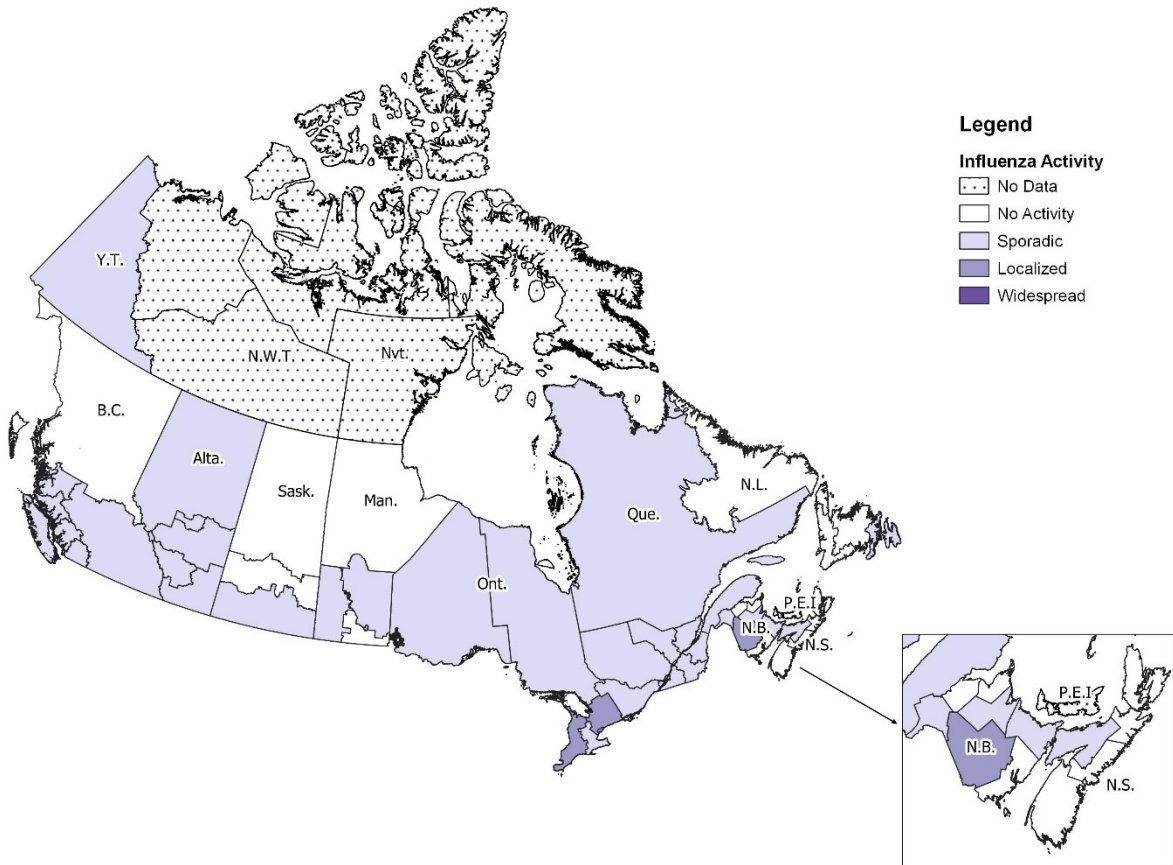 Legend
Influenza Activity
No Data
No Activity
Sporadic
Localized
Widespread
Y.T.
N.W.T.
Nvt.
B.C.
Alta.
Sask.
Man.
Ont.
Que.
N.L.
P.E.I
N.B.
N.S.
P.E.I
N.B.
N.S.